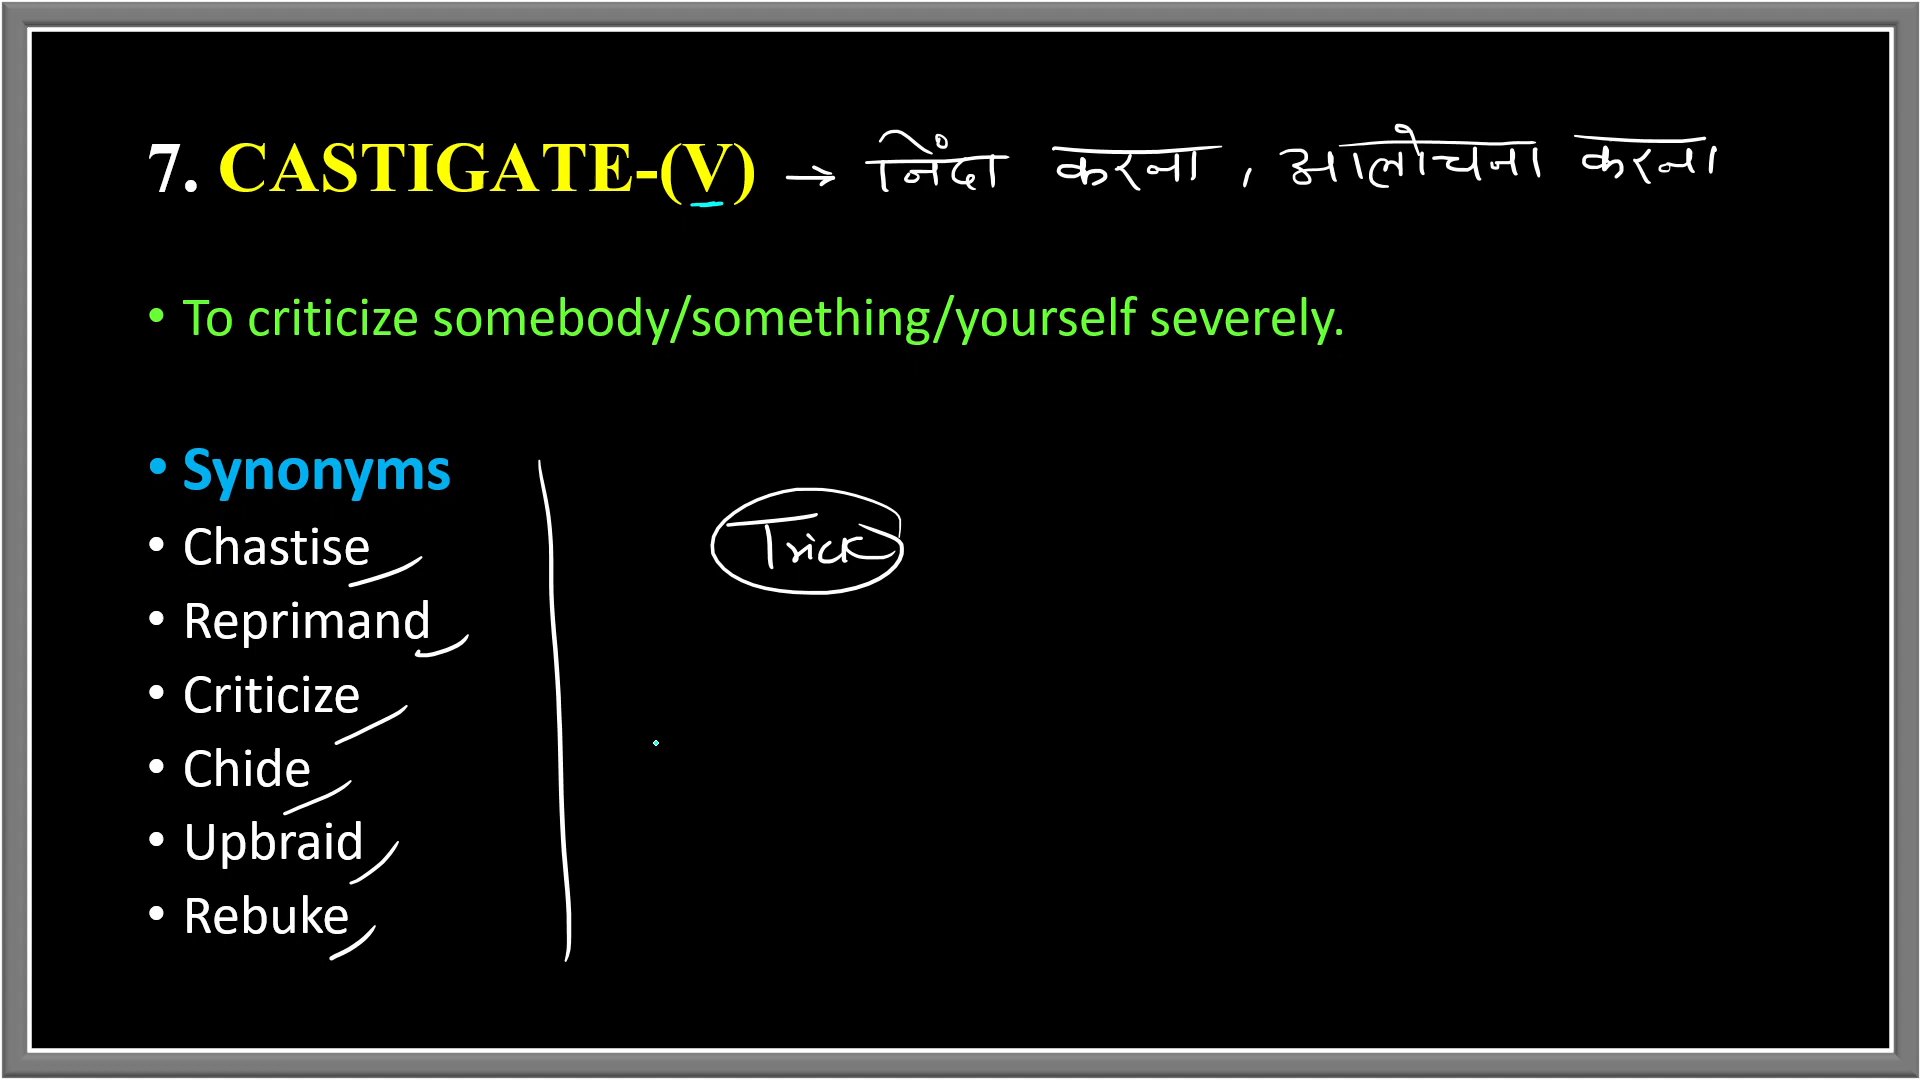 7. CASTIGATE-(V) → निंदा करना, आलोचना करना
• To criticize somebody/something/yourself severely.
• Synonyms
• Chastise
Trick
• Reprimand
• Criticize
• Chide
• Upbraid
• Rebuke